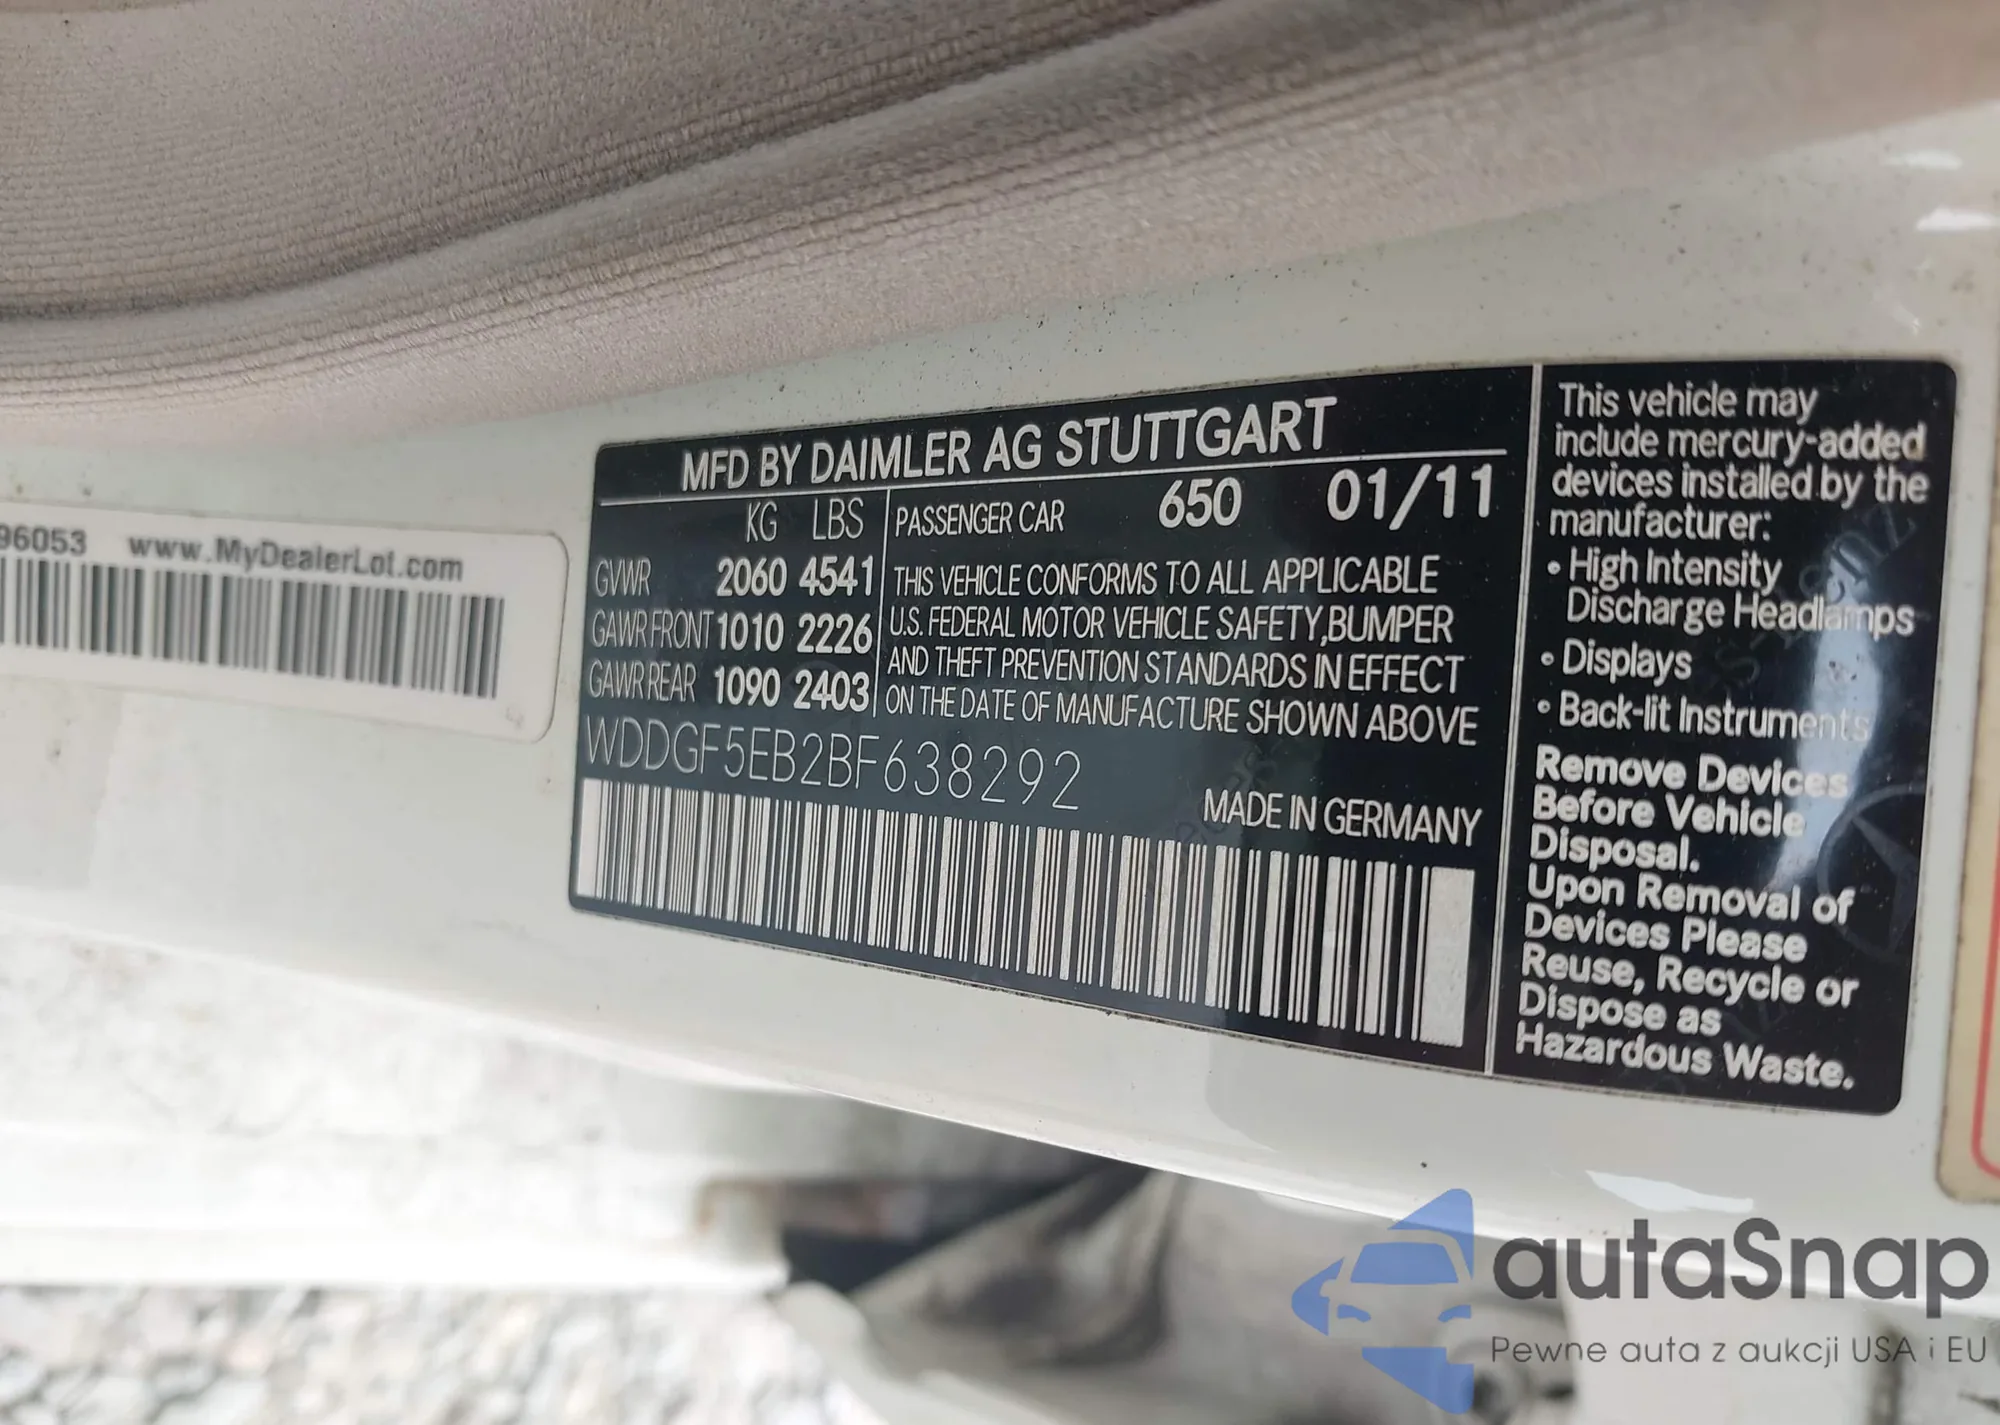 96053 www.MyDealerLot.com
MFD BY DAIMLER AG STUTTGART
KG LBS
GVWR 2060 4541
GAWR FRONT 1010 2226
GAWR REAR 1090 2403
PASSENGER CAR 650 01/11
THIS VEHICLE CONFORMS TO ALL APPLICABLE
U.S. FEDERAL MOTOR VEHICLE SAFETY, BUMPER
AND THEFT PREVENTION STANDARDS IN EFFECT
ON THE DATE OF MANUFACTURE SHOWN ABOVE
WDDGF5EB2BF638292
MADE IN GERMANY
This vehicle may
include mercury-added
devices installed by the
manufacturer:
• High Intensity
Discharge Headlamps
• Displays
• Back-lit Instruments
Remove Devices
Before Vehicle
Disposal.
Upon Removal of
Devices Please
Reuse, Recycle or
Dispose as
Hazardous Waste.
autaSnap
Pewne auta z aukcji USA i EU